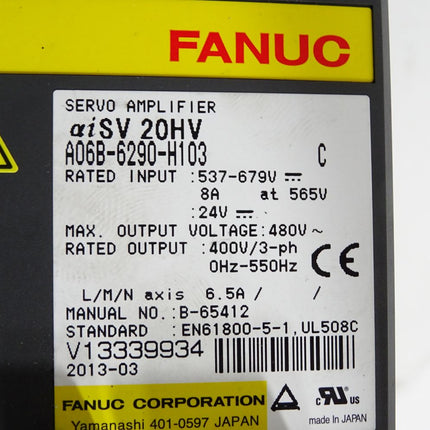 FANUC
SERVO AMPLIFIER
αiSV 20HV
A06B-6290-H103 C
RATED INPUT :537-679V ⎓
8A at 565V
:24V ⎓
MAX. OUTPUT VOLTAGE:480V~
RATED OUTPUT :400V/3-ph
0Hz-550Hz
CE
L/M/N axis 6.5A / /
MANUAL NO. :B-65412
STANDARD :EN61800-5-1,UL508C
V13339934
2013-03
FANUC CORPORATION
Yamanashi 401-0597 JAPAN
c RU US
made in JAPAN